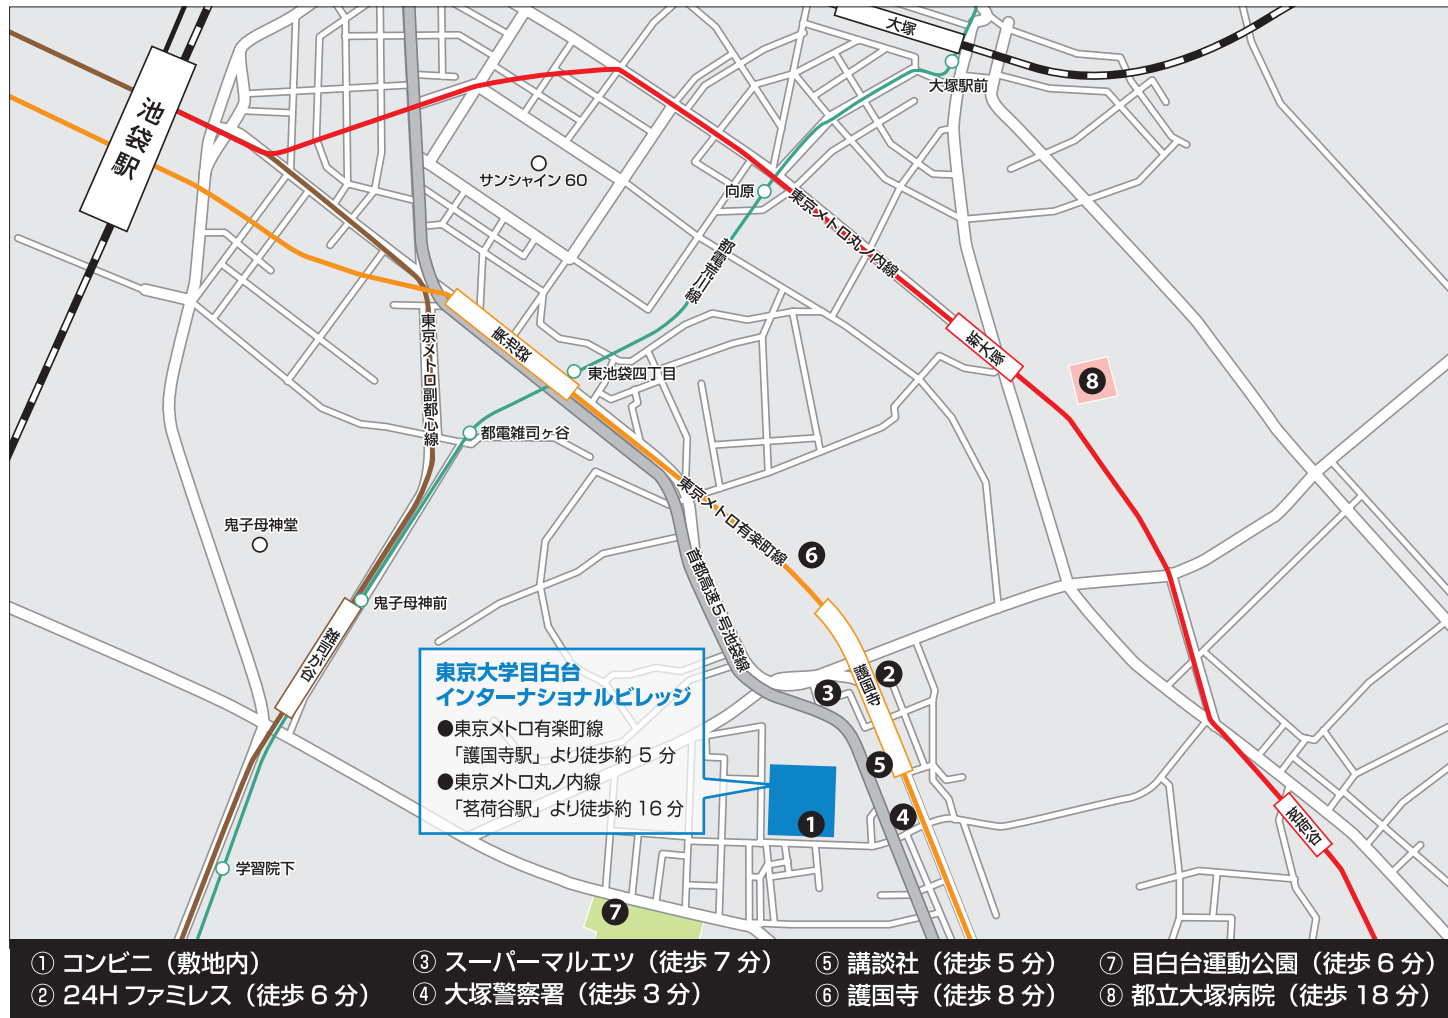 大塚
大塚駅前
池袋駅
サンシャイン60
向原
東京メトロ丸ノ内線
都電荒川線
東京メトロ副都心線
東池袋
新大塚
東池袋四丁目
❽
都電雑司ヶ谷
東京メトロ有楽町線
鬼子母神堂
❻
首都高速5号池袋線
鬼子母神前
雑司が谷
護国寺
❷
❸
東京大学目白台
インターナショナルビレッジ
●東京メトロ有楽町線
「護国寺駅」より徒歩約 5 分
●東京メトロ丸ノ内線
「茗荷谷駅」より徒歩約 16 分
❺
❶
❹
茗荷谷
学習院下
❼
① コンビニ（敷地内）
② 24H ファミレス（徒歩 6 分）
③ スーパーマルエツ（徒歩 7 分）
④ 大塚警察署（徒歩 3 分）
⑤ 講談社（徒歩 5 分）
⑥ 護国寺（徒歩 8 分）
⑦ 目白台運動公園（徒歩 6 分）
⑧ 都立大塚病院（徒歩 18 分）